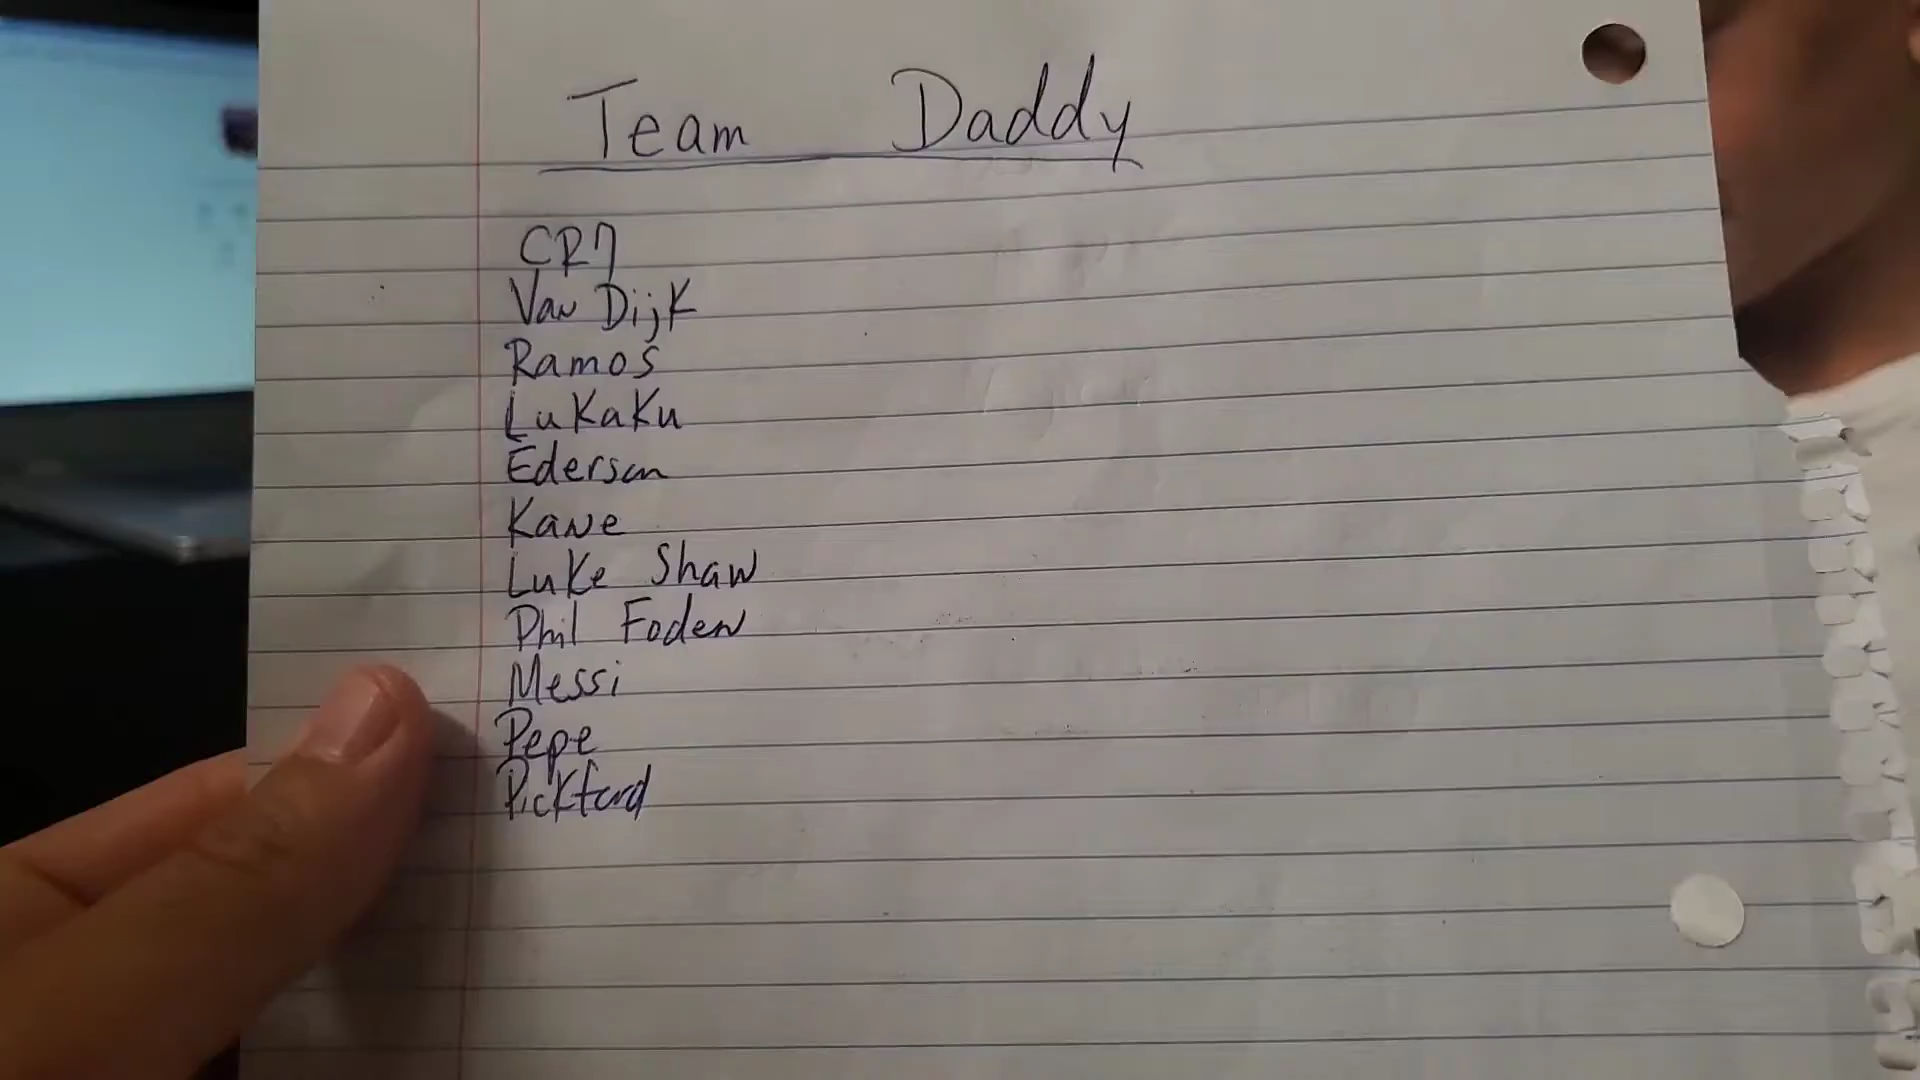 Team Daddy
CR7
Van Dijk
Ramos
Lukaku
Ederson
Kane
Luke Shaw
Phil Foden
Messi
Pepe
Pickford